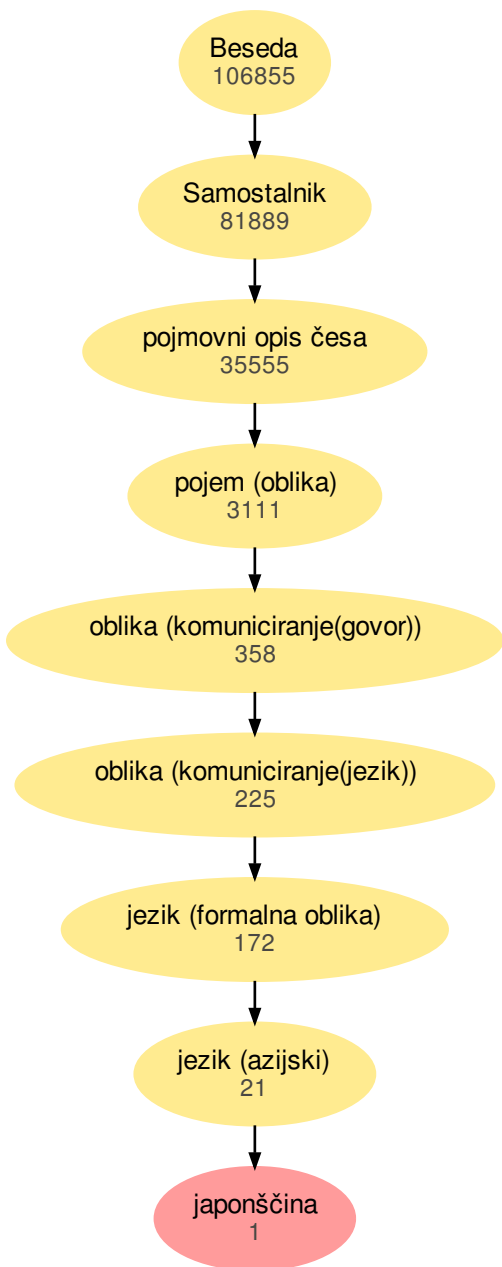 Beseda
106855
Samostalnik
81889
pojmovni opis česa
35555
pojem (oblika)
3111
oblika (komuniciranje(govor))
358
oblika (komuniciranje(jezik))
225
jezik (formalna oblika)
172
jezik (azijski)
21
japonščina
1